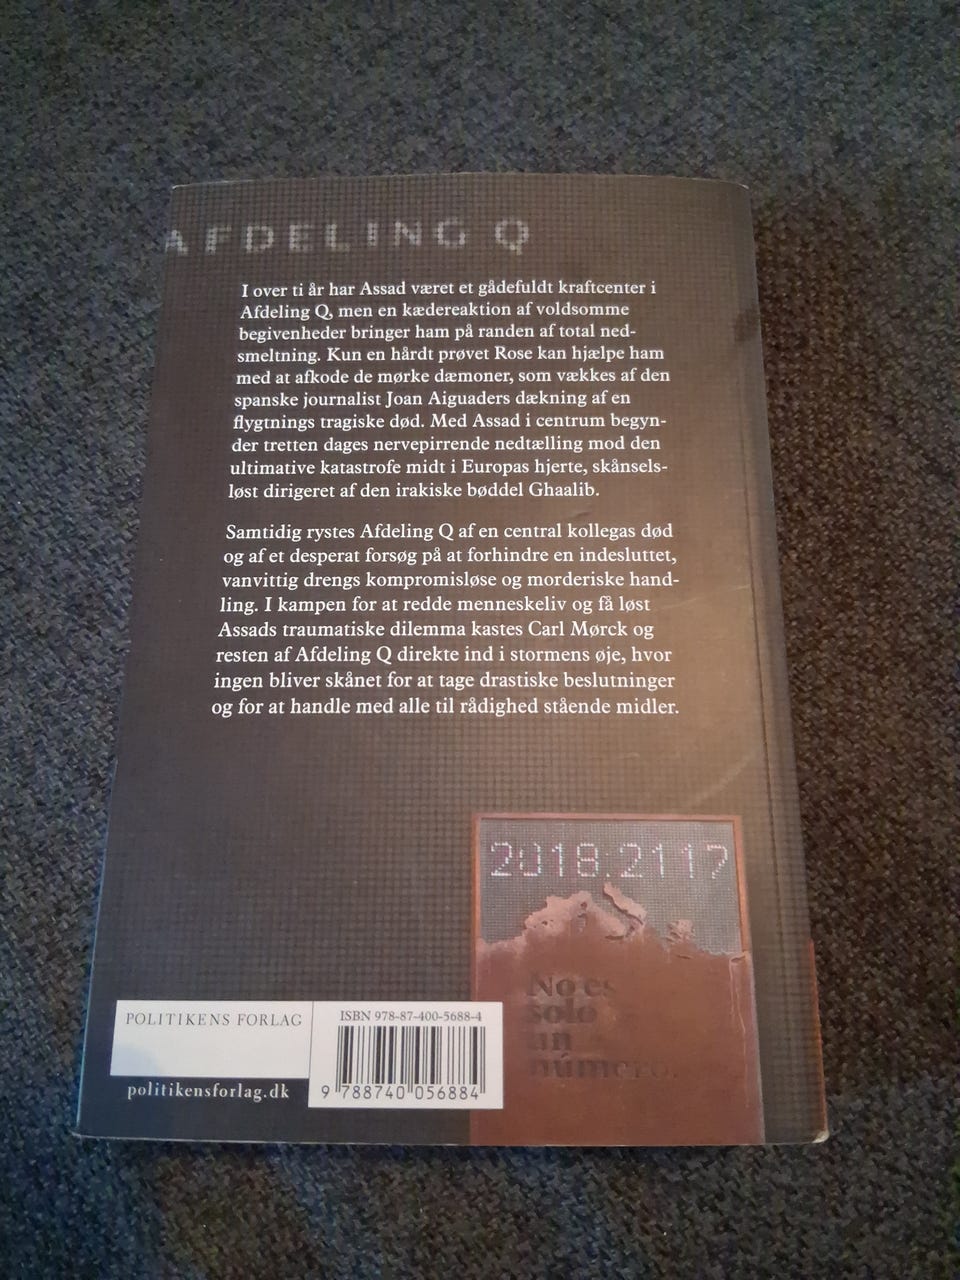 AFDELING Q
I over ti år har Assad været et gådefuldt kraftcenter i
Afdeling Q, men en kædereaktion af voldsomme
begivenheder bringer ham på randen af total ned-
smeltning. Kun en hårdt prøvet Rose kan hjælpe ham
med at afkode de mørke dæmoner, som vækkes af den
spanske journalist Joan Aiguaders dækning af en
flygtnings tragiske død. Med Assad i centrum begyn-
der tretten dages nervepirrende nedtælling mod den
ultimative katastrofe midt i Europas hjerte, skånsels-
løst dirigeret af den irakiske bøddel Ghaalib.
Samtidig rystes Afdeling Q af en central kollegas død
og af et desperat forsøg på at forhindre en indesluttet,
vanvittig drengs kompromisløse og morderiske hand-
ling. I kampen for at redde menneskeliv og få løst
Assads traumatiske dilemma kastes Carl Mørck og
resten af Afdeling Q direkte ind i stormens øje, hvor
ingen bliver skånet for at tage drastiske beslutninger
og for at handle med alle til rådighed stående midler.
2018:2117
No es
solo
un
número.
POLITIKENS FORLAG
politikensforlag.dk
ISBN 978-87-400-5688-4
9 788740 056884